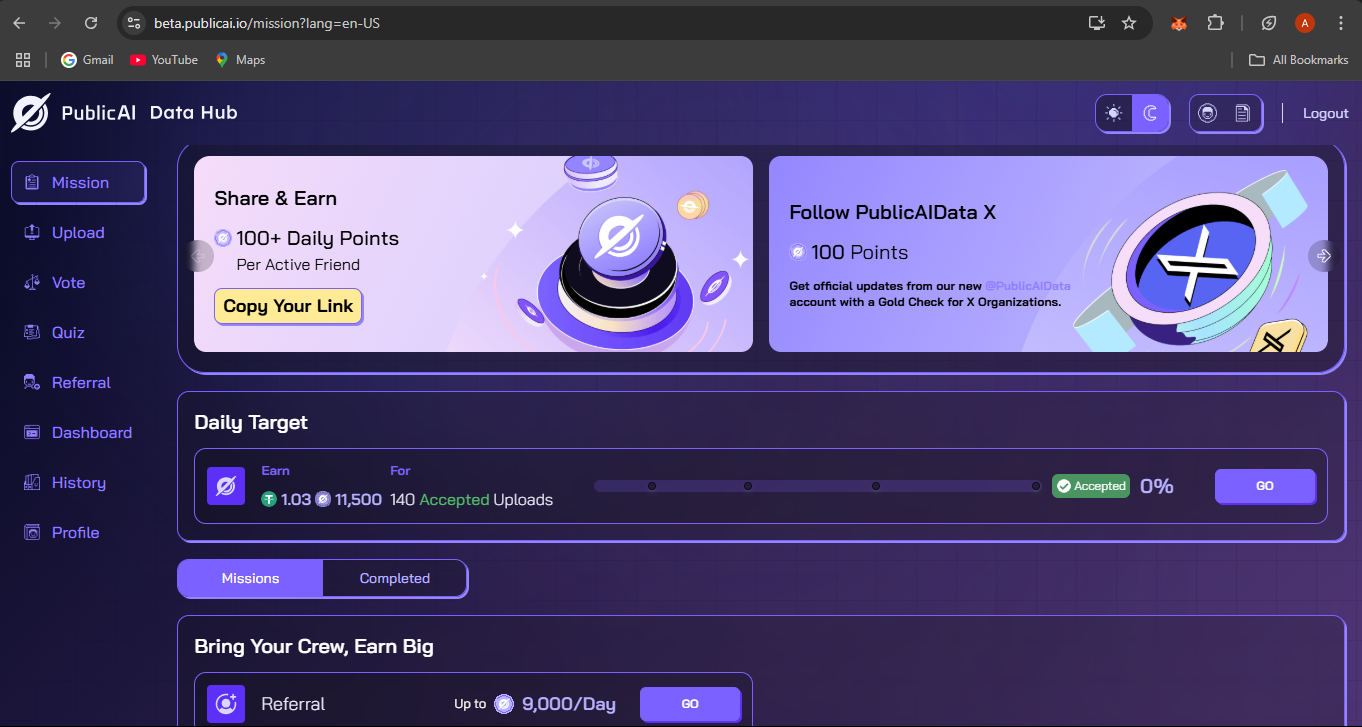 beta.publicai.io/mission?lang=en-US
A
Gmail
YouTube
Maps
All Bookmarks
PublicAI Data Hub
Logout
Mission
Upload
Vote
Quiz
Referral
Dashboard
History
Profile
Share & Earn
100+ Daily Points
Per Active Friend
Copy Your Link
Follow PublicAIData X
100 Points
Get official updates from our new @PublicAIData
account with a Gold Check for X Organizations.
Daily Target
Earn For
1.03 11,500 140 Accepted Uploads
Accepted 0% GO
Missions Completed
Bring Your Crew, Earn Big
Referral Up to 9,000/Day GO